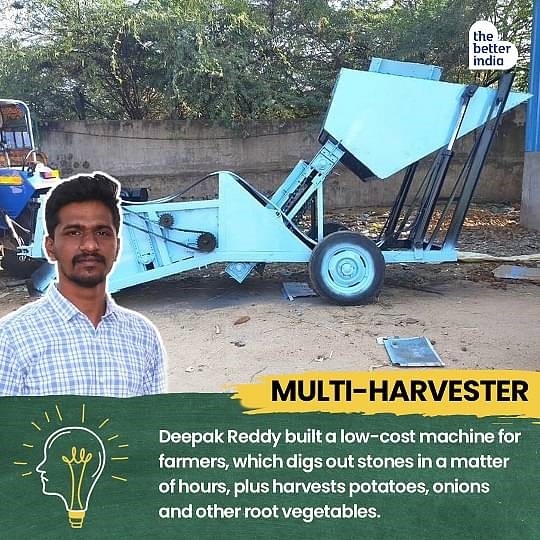 the
better
india
MULTI-HARVESTER
Deepak Reddy built a low-cost machine for
farmers, which digs out stones in a matter
of hours, plus harvests potatoes, onions
and other root vegetables.